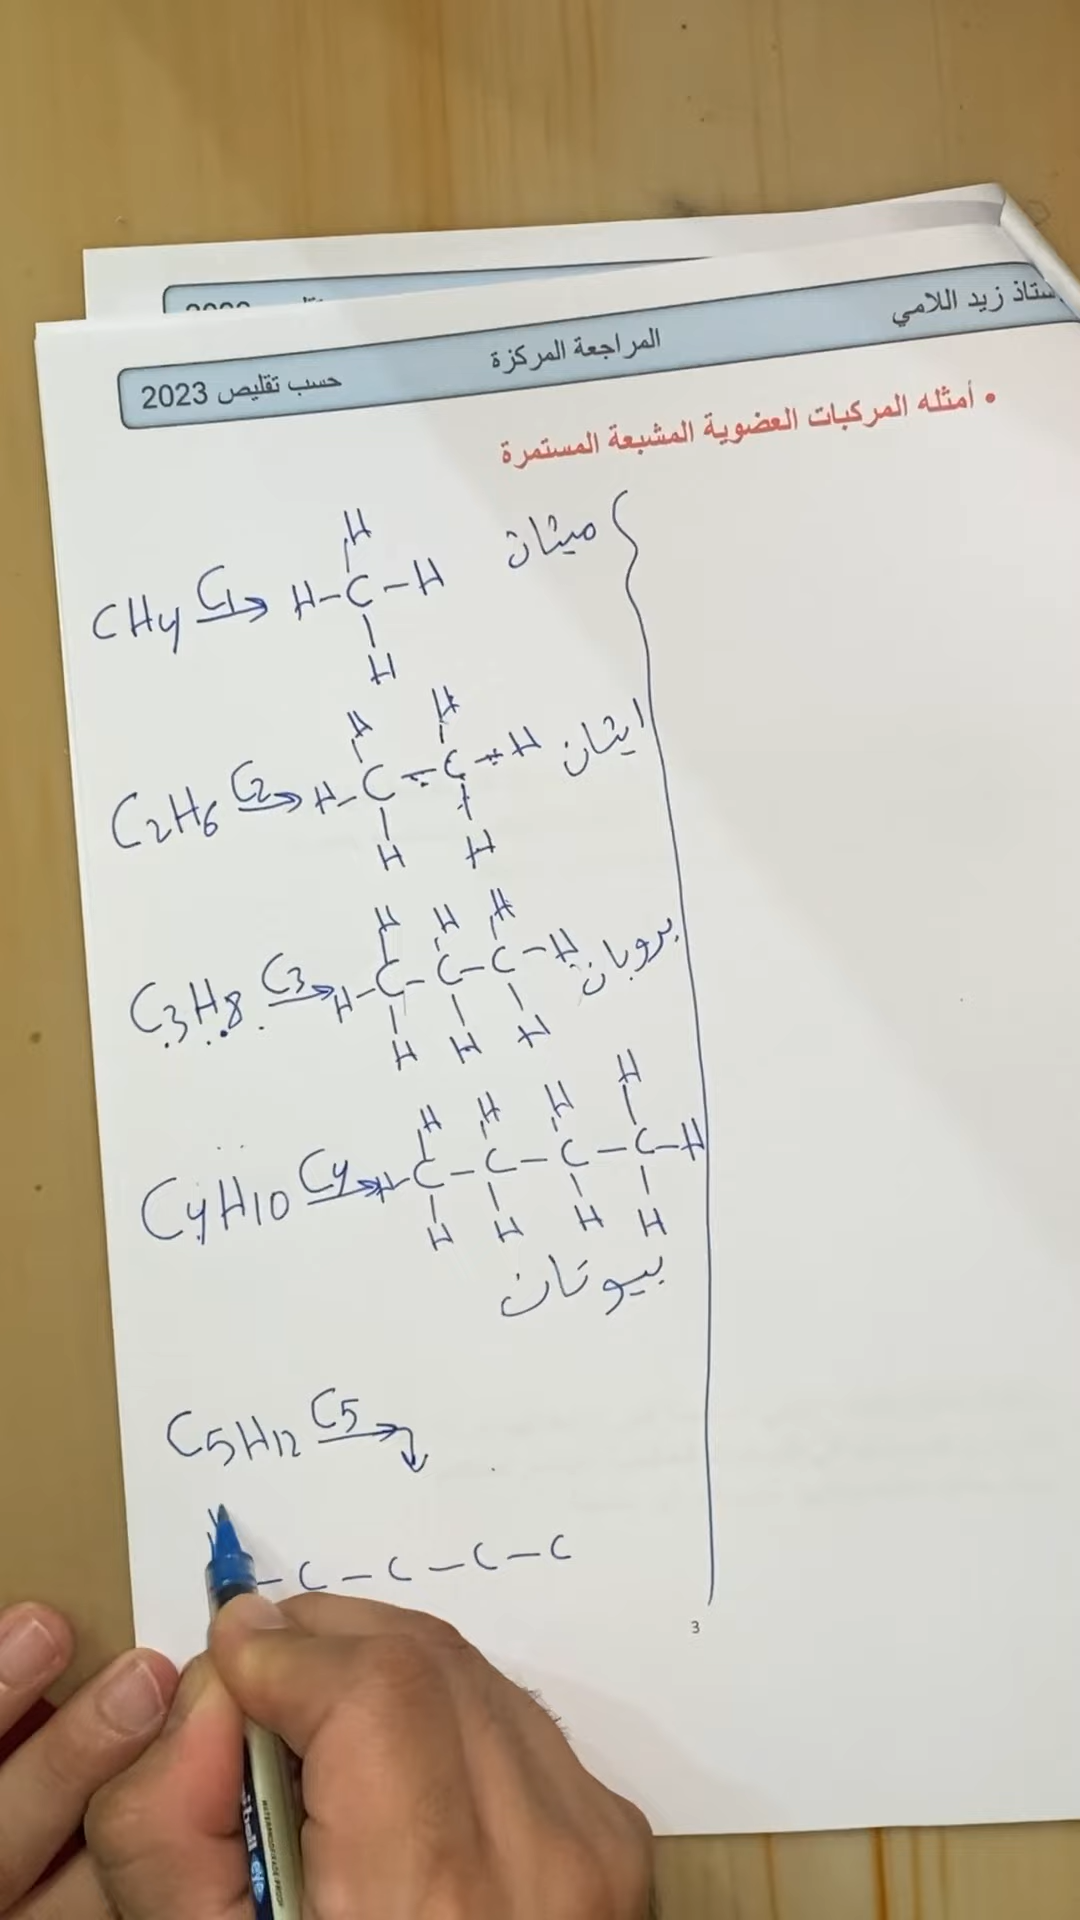 ستاذ زيد اللامي
المراجعة المركزة
حسب تقليص 2023
• أمثله المركبات العضوية المشبعة المستمرة
H
CH4 C1 H-C-H ميثان
H
H H
C2H6 C2 H-C-C-H ايثان
H H
H H H
C3H8 C3 H-C-C-C-H بروبان
H H H
H H H H
C4H10 C4 H-C-C-C-C-H
H H H H
بيوتان
C5H12 C5
-C-C-C-C
3